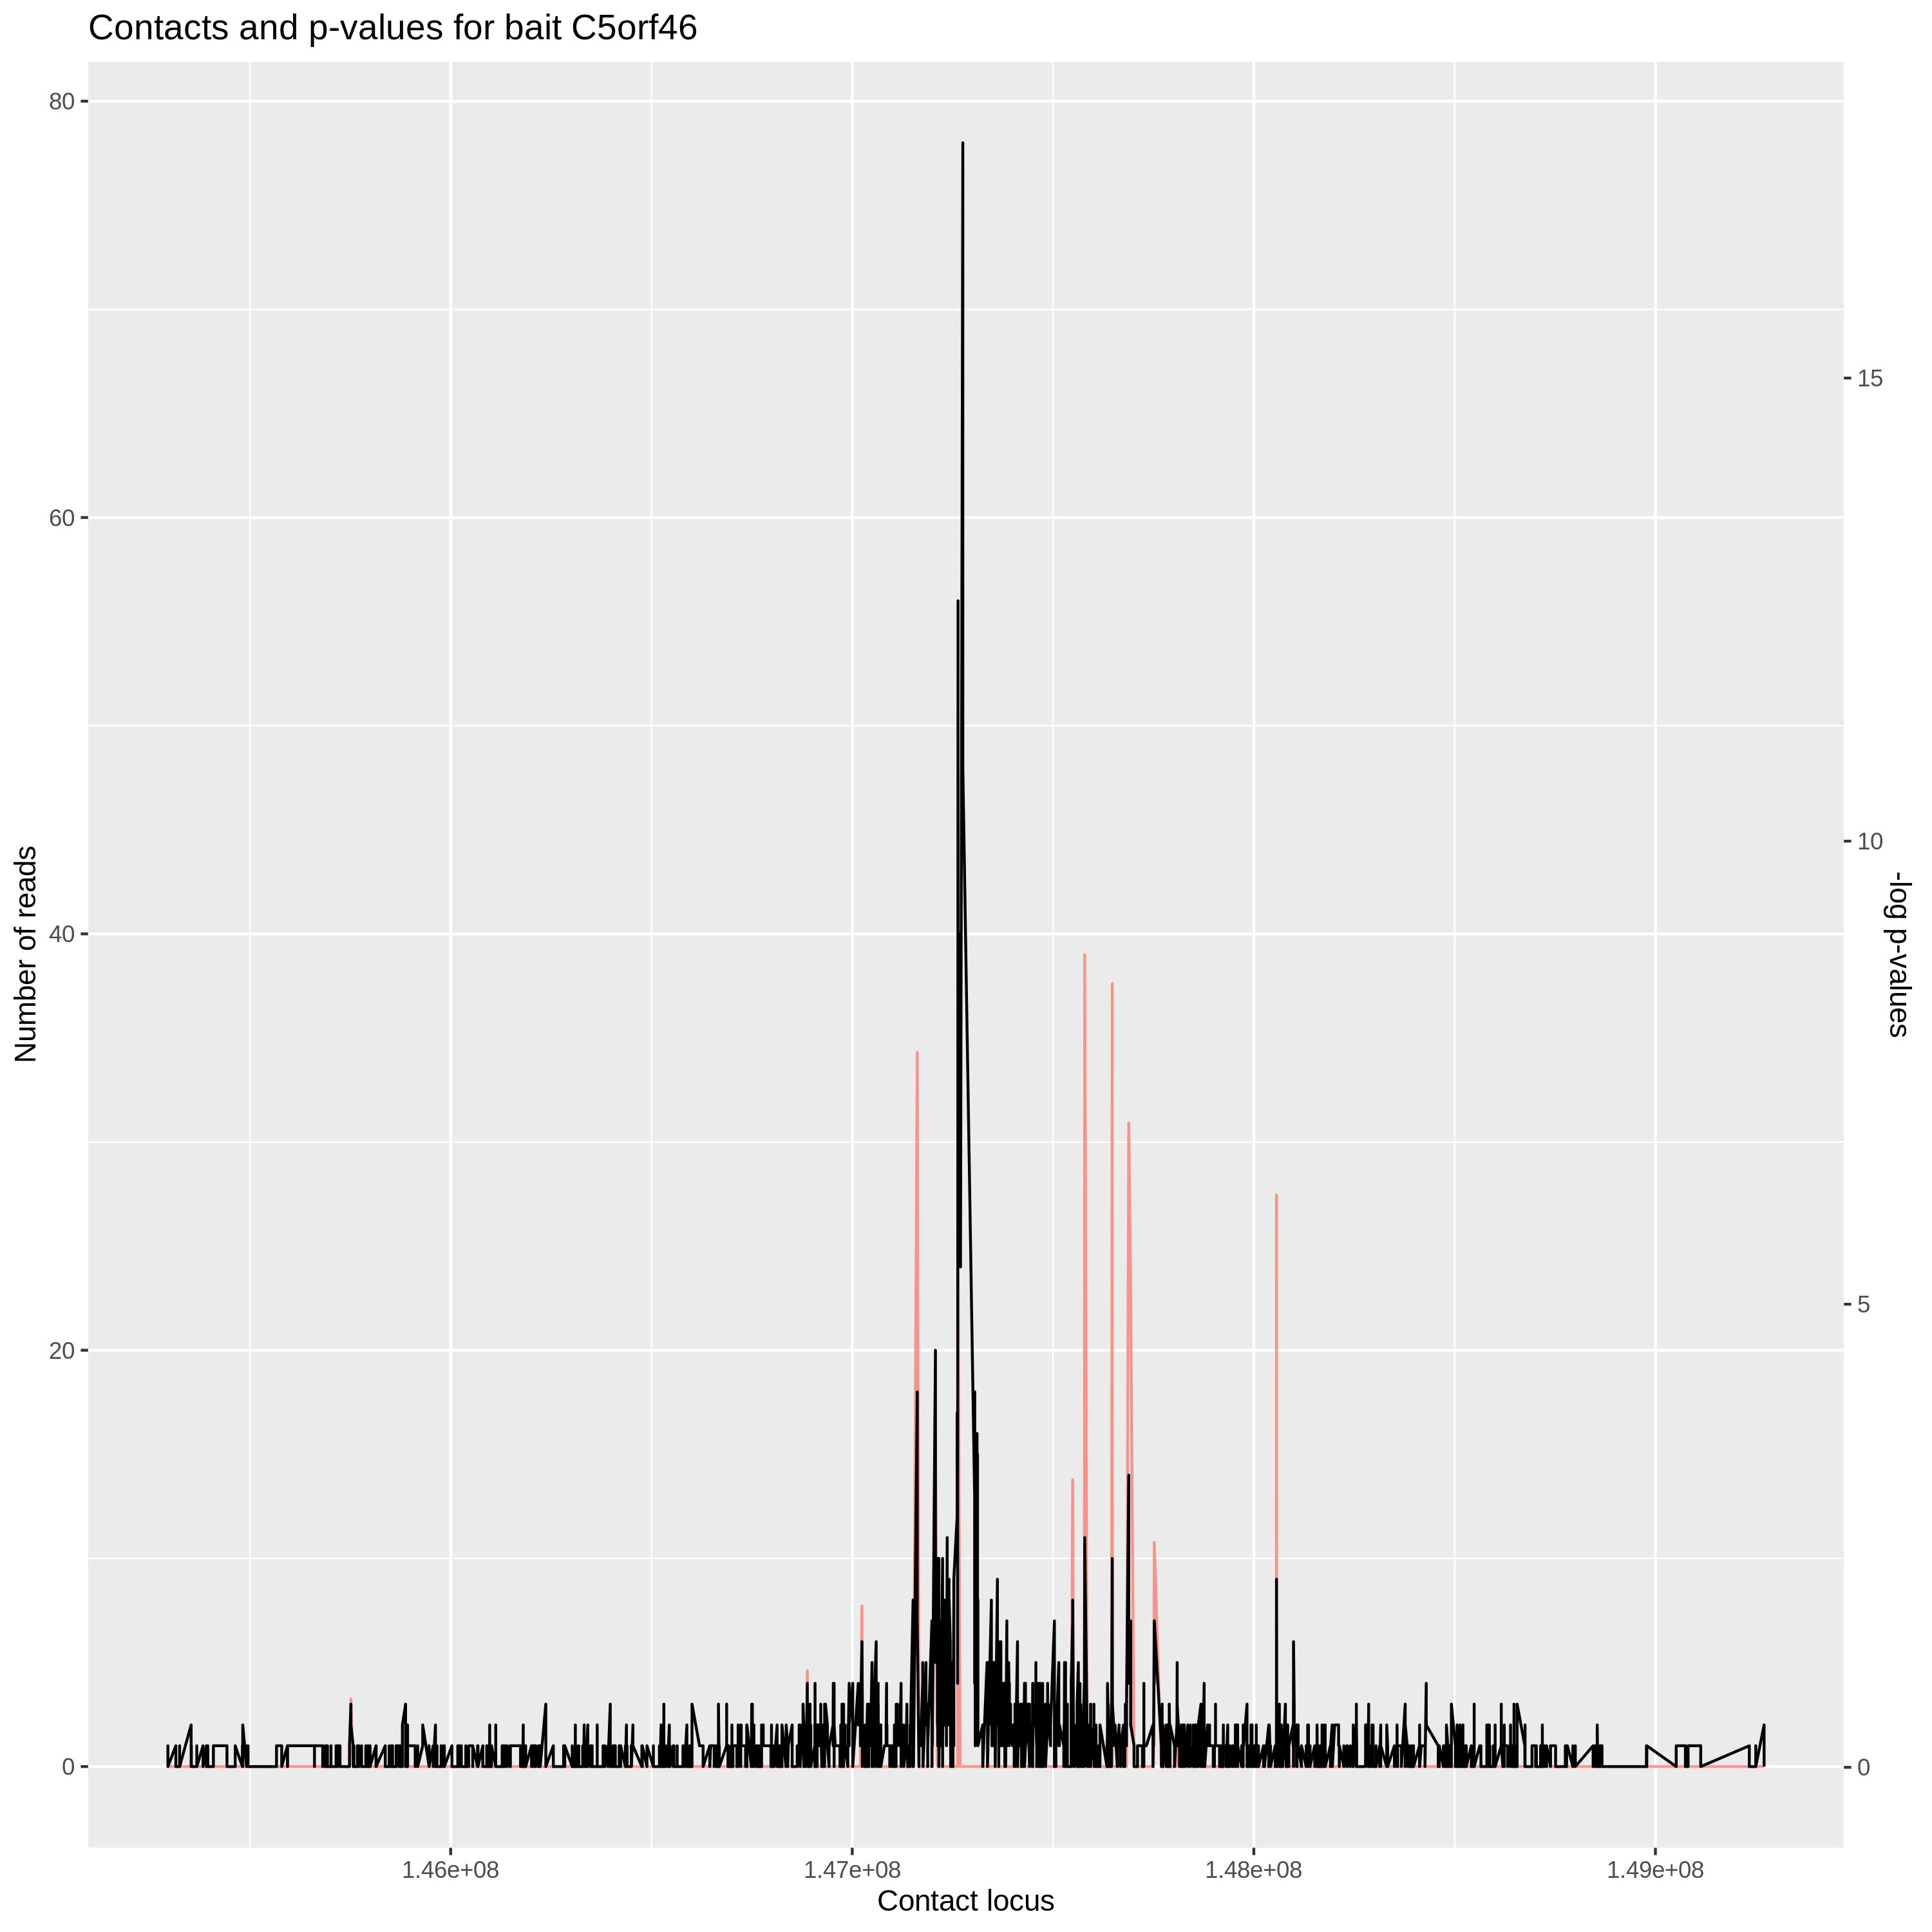 Contacts and p-values for bait C5orf46
80
60
40
20
0
Number of reads
15
10
5
0
-log p-values
1.46e+08
1.47e+08
1.48e+08
1.49e+08
Contact locus